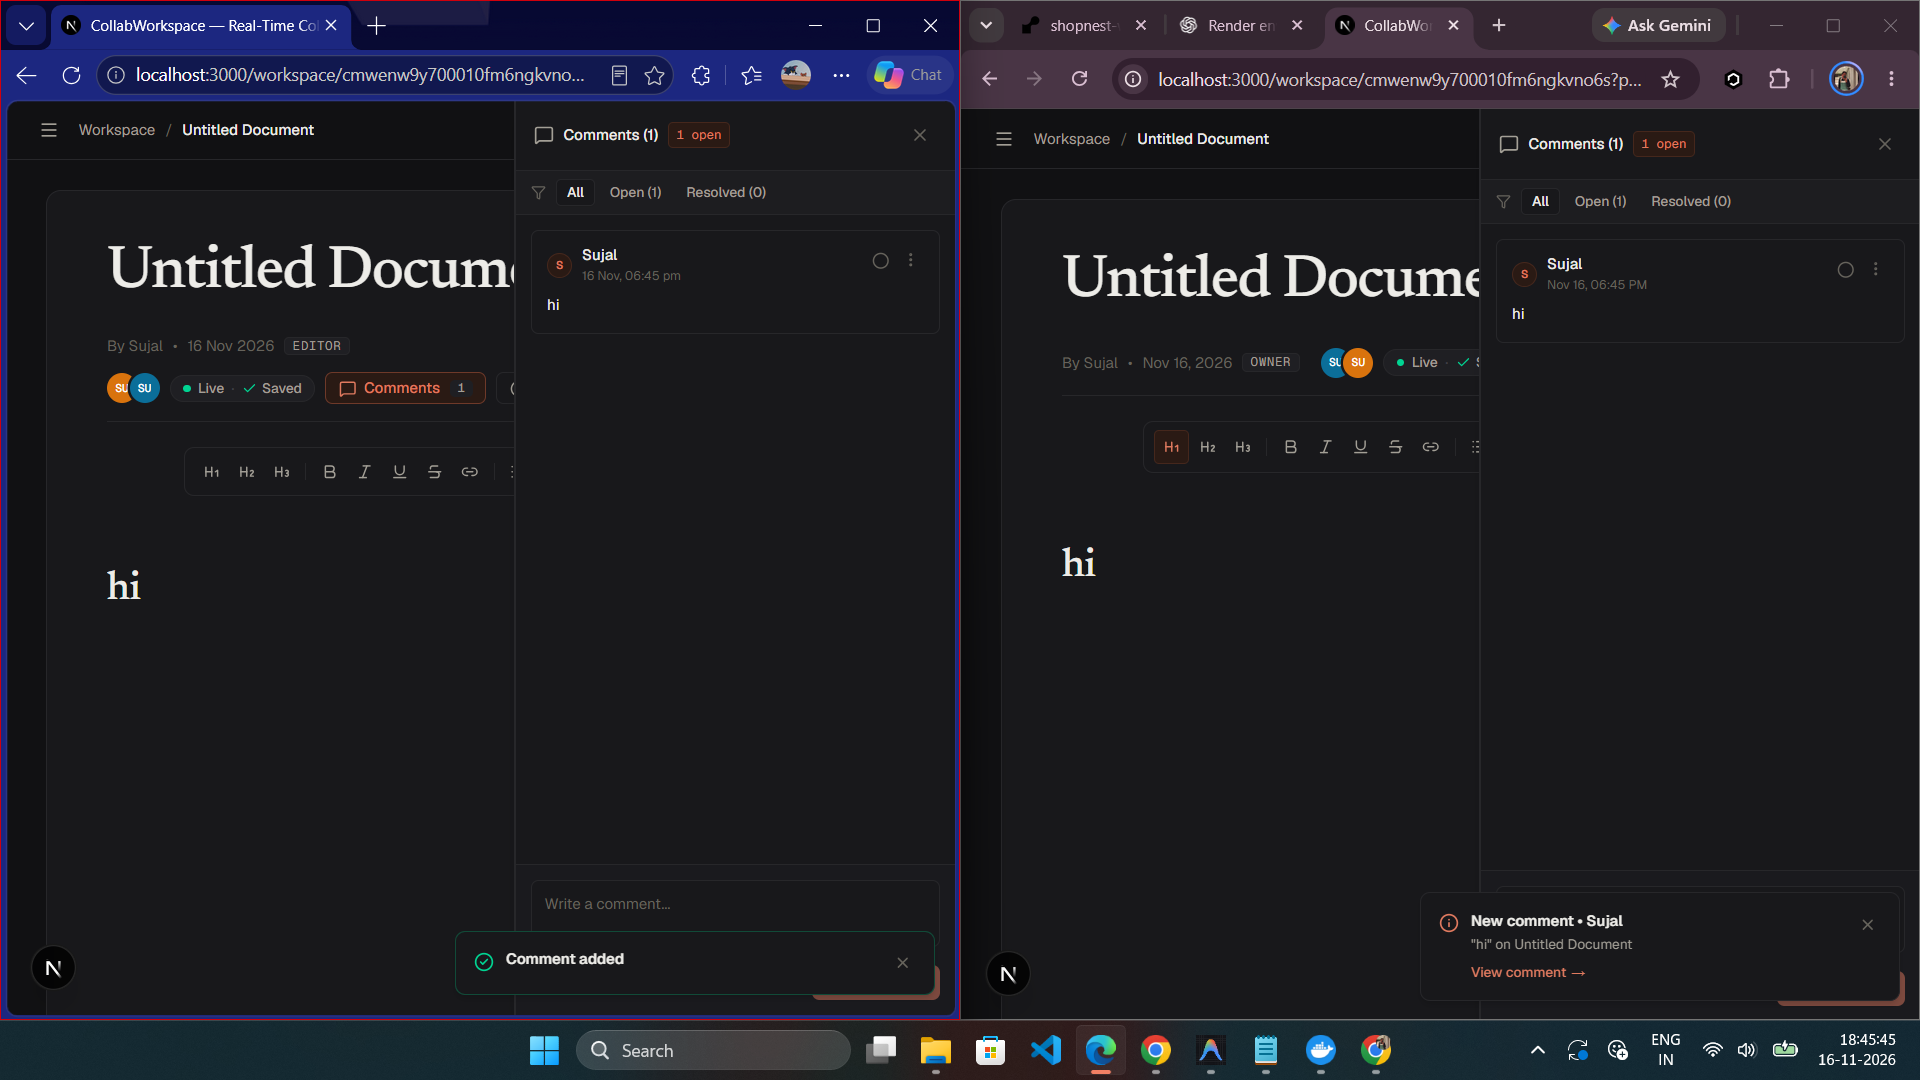 CollabWorkspace — Real-Time Col
localhost:3000/workspace/cmwenw9y700010fm6ngkvno...
Chat
Workspace / Untitled Document
Comments (1) 1 open
All Open (1) Resolved (0)
Untitled Docume
S Sujal
16 Nov, 06:45 pm
hi
By Sujal • 16 Nov 2026 EDITOR
SU SU Live · Saved Comments 1
H1 H2 H3 B I U S
hi
Write a comment...
Comment added
N
shopnest-
Render en
CollabWo
Ask Gemini
localhost:3000/workspace/cmwenw9y700010fm6ngkvno6s?p...
Workspace / Untitled Document
Comments (1) 1 open
All Open (1) Resolved (0)
Untitled Docume
S Sujal
Nov 16, 06:45 PM
hi
By Sujal • Nov 16, 2026 OWNER SU SU Live ·
H1 H2 H3 B I U S
hi
New comment • Sujal
"hi" on Untitled Document
View comment →
N
Search
ENG
IN
18:45:45
16-11-2026